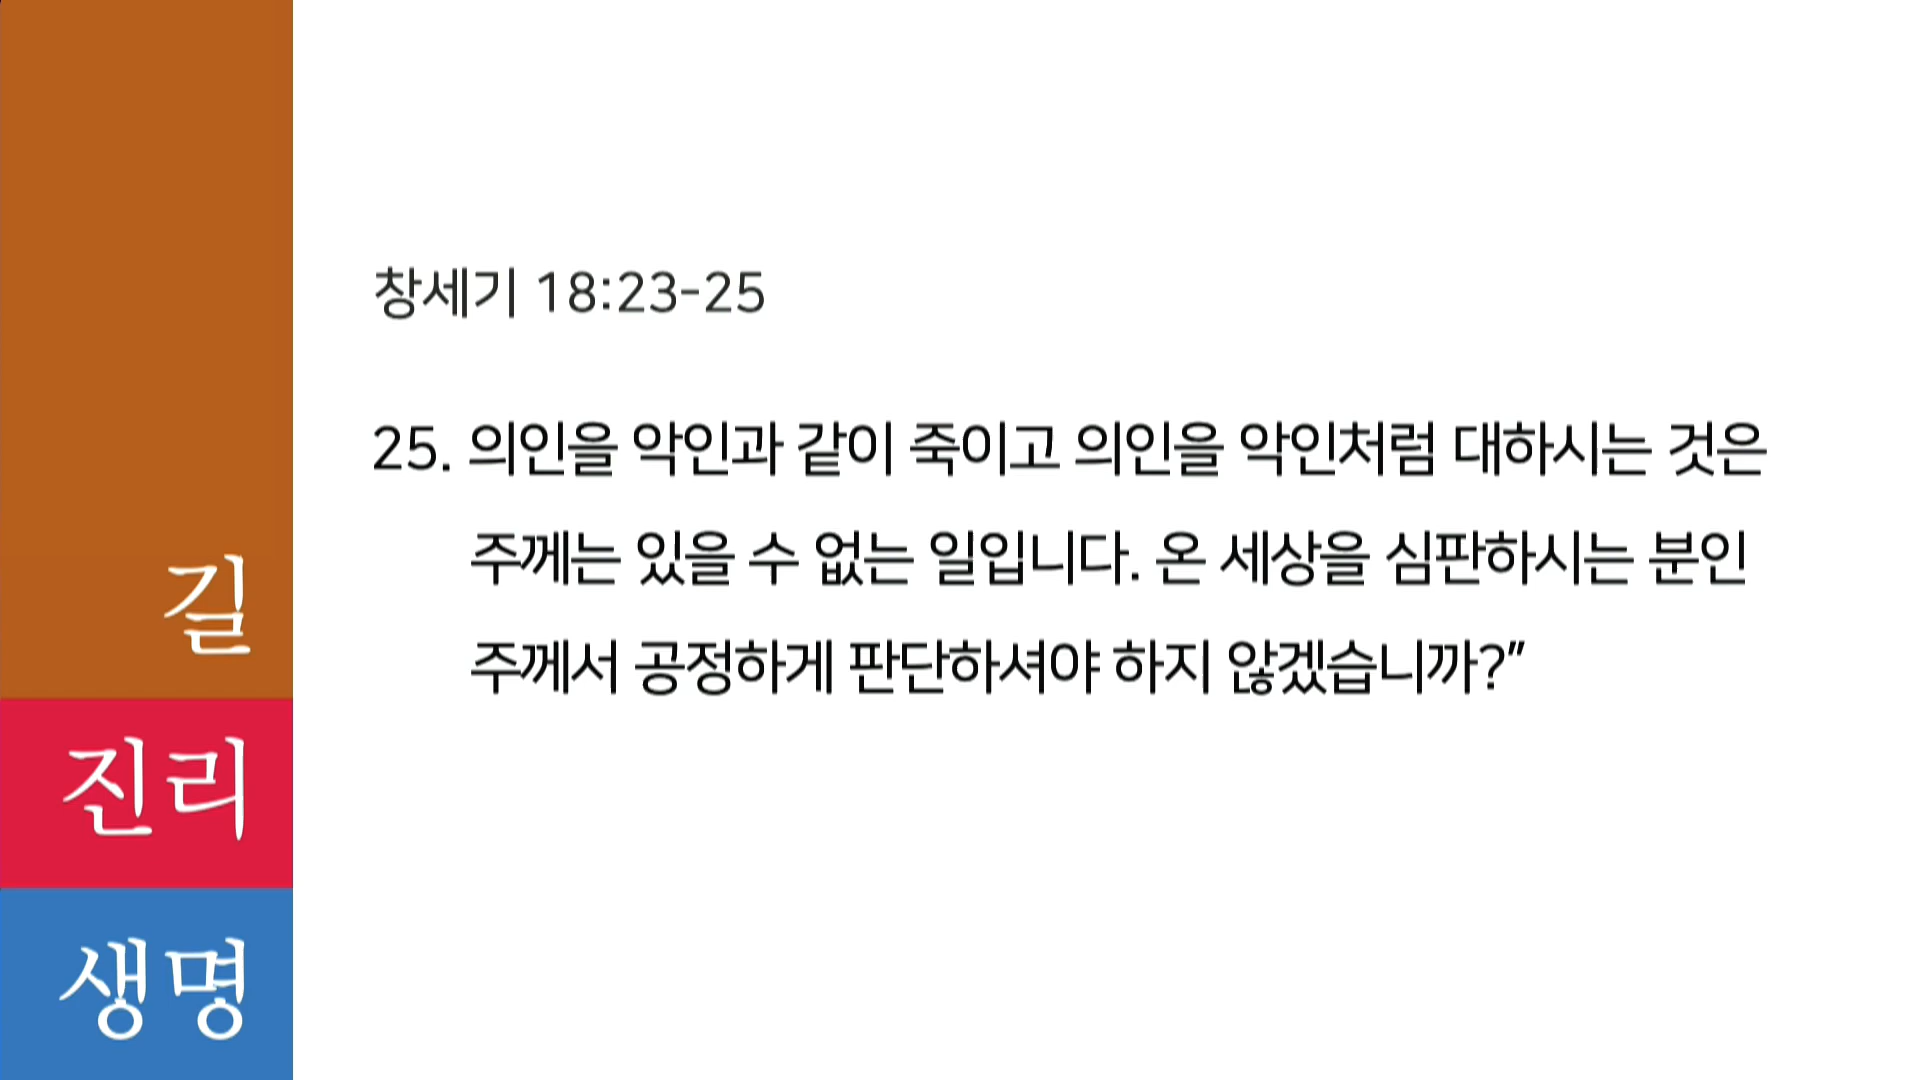 창세기 18:23-25
25. 의인을 악인과 같이 죽이고 의인을 악인처럼 대하시는 것은
주께는 있을 수 없는 일입니다. 온 세상을 심판하시는 분인
주께서 공정하게 판단하셔야 하지 않겠습니까?”
길
진리
생명